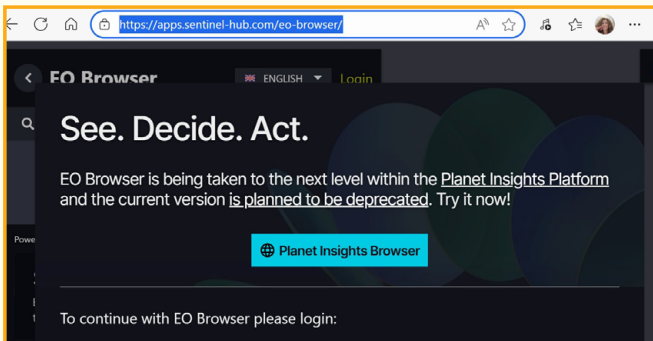 https://apps.sentinel-hub.com/eo-browser/
EO Browser
ENGLISH
Login
See. Decide. Act.
EO Browser is being taken to the next level within the Planet Insights Platform
and the current version is planned to be deprecated. Try it now!
Powe
Planet Insights Browser
To continue with EO Browser please login: